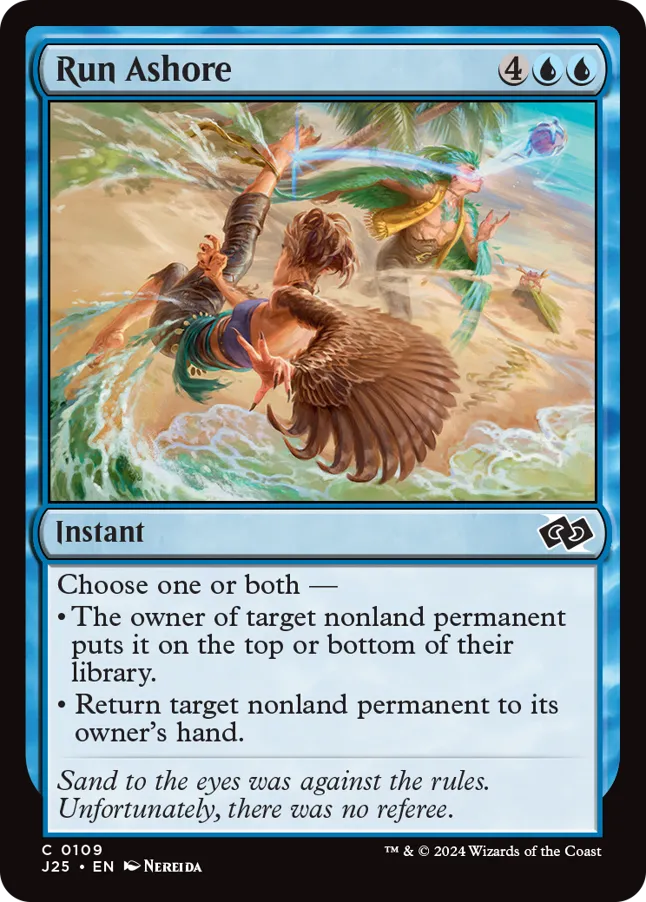 Run Ashore 4
Instant
Choose one or both —
• The owner of target nonland permanent
puts it on the top or bottom of their
library.
• Return target nonland permanent to its
owner's hand.
Sand to the eyes was against the rules.
Unfortunately, there was no referee.
C 0109
J25 • EN NEREIDA
™ & © 2024 Wizards of the Coast